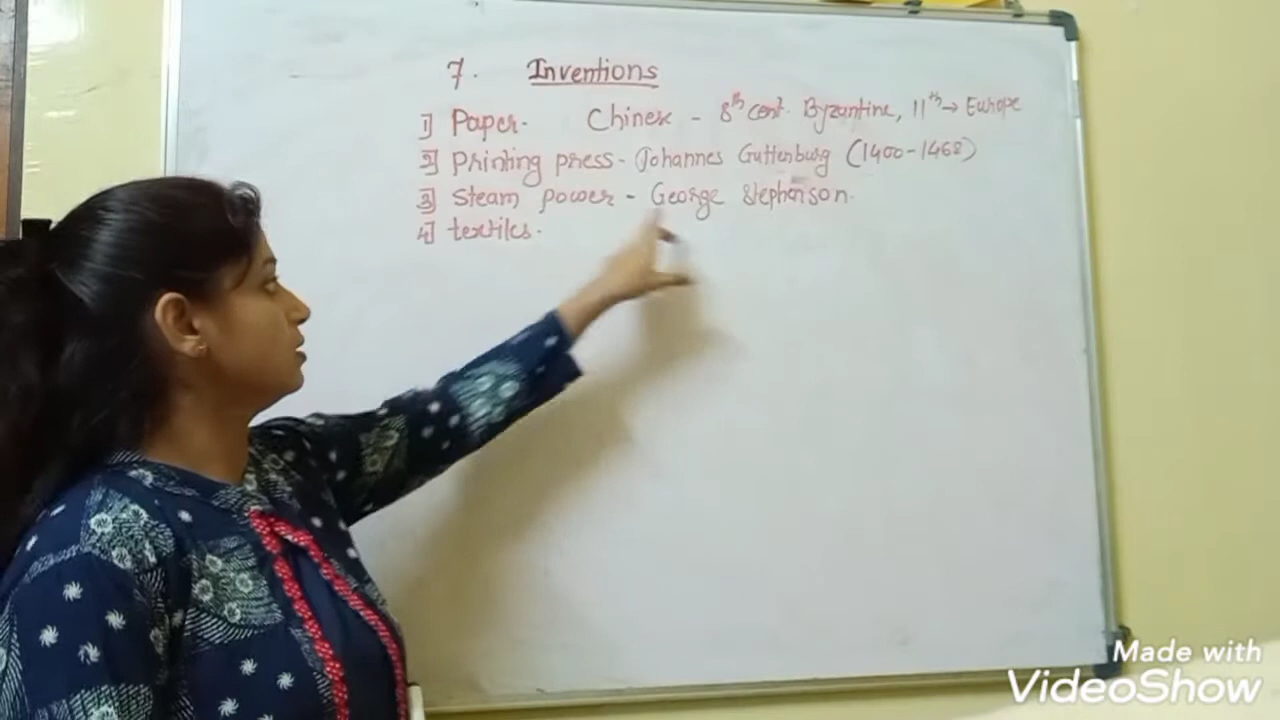 7. Inventions
1] Paper. Chinese - 8th cent. Byzantine, 11th → Europe
2] Printing press - Johannes Guttenburg (1400-1468)
3] Steam power - George Stephenson.
4] textiles.
Made with
VideoShow